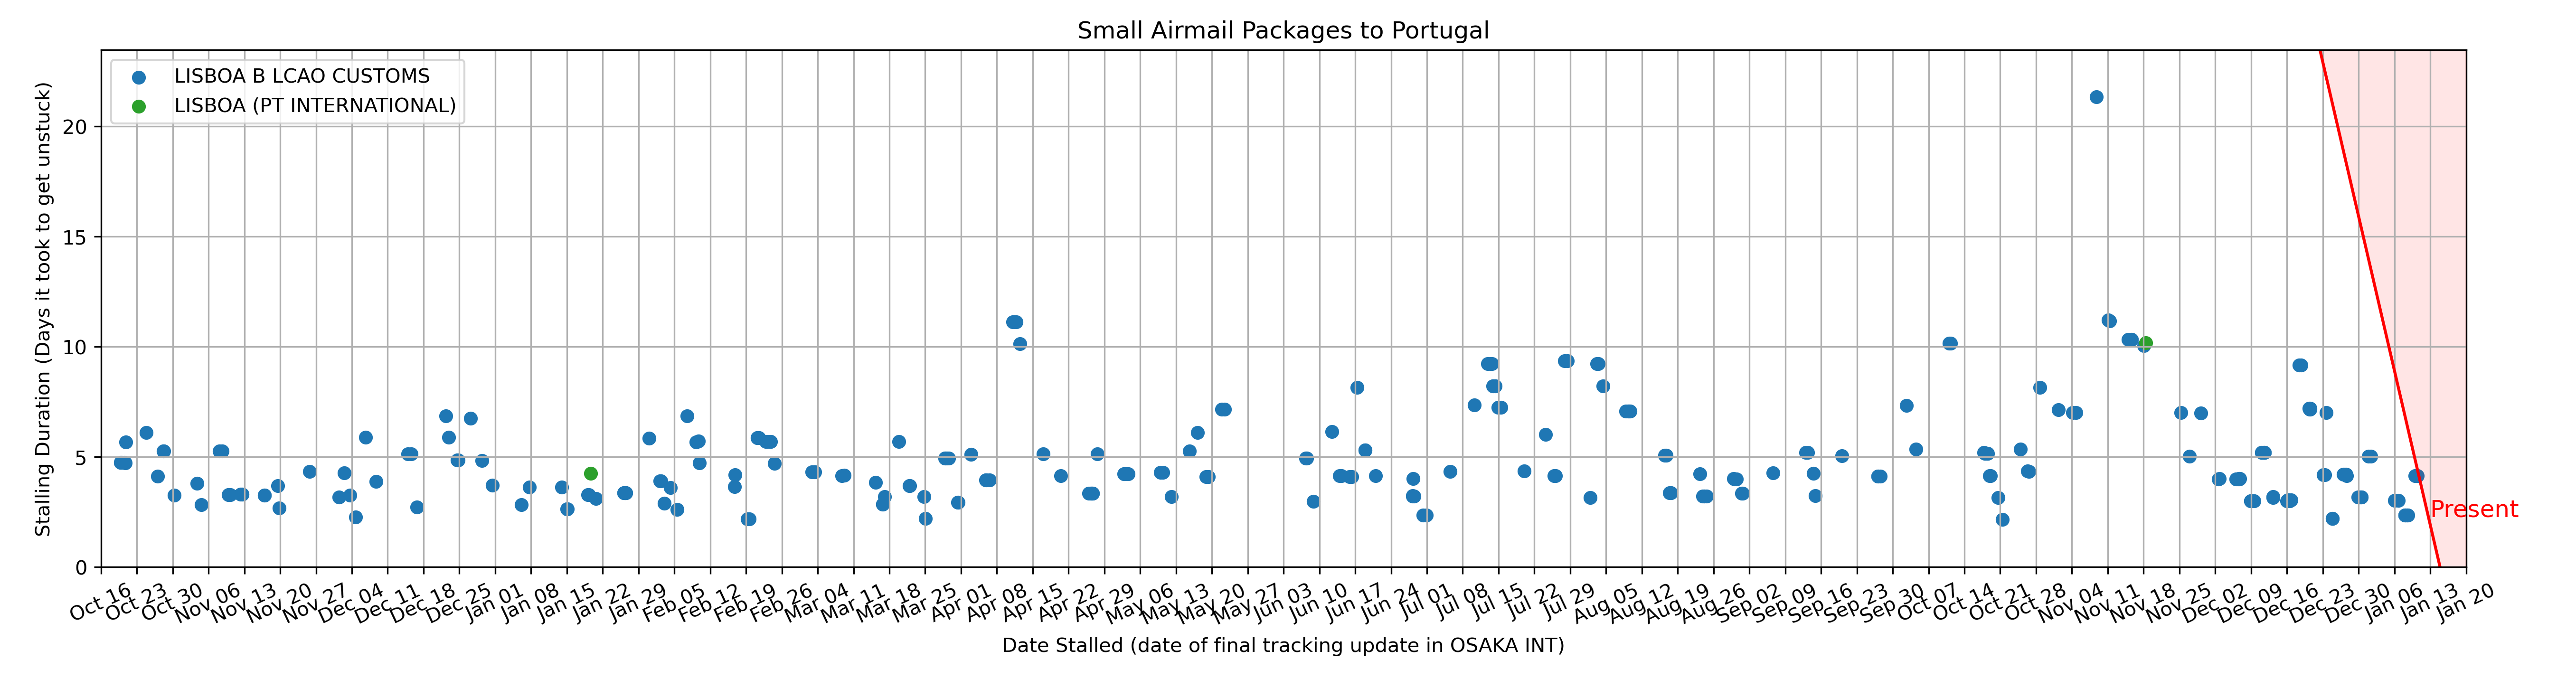 Small Airmail Packages to Portugal
LISBOA B LCAO CUSTOMS
LISBOA (PT INTERNATIONAL)
Stalling Duration (Days it took to get unstuck)
20
15
10
5
0
Present
Oct 16 Oct 23 Oct 30 Nov 06 Nov 13 Nov 20 Nov 27 Dec 04 Dec 11 Dec 18 Dec 25 Jan 01 Jan 08 Jan 15 Jan 22 Jan 29 Feb 05 Feb 12 Feb 19 Feb 26 Mar 04 Mar 11 Mar 18 Mar 25 Apr 01 Apr 08 Apr 15 Apr 22 Apr 29 May 06 May 13 May 20 May 27 Jun 03 Jun 10 Jun 17 Jun 24 Jul 01 Jul 08 Jul 15 Jul 22 Jul 29 Aug 05 Aug 12 Aug 19 Aug 26 Sep 02 Sep 09 Sep 16 Sep 23 Sep 30 Oct 07 Oct 14 Oct 21 Oct 28 Nov 04 Nov 11 Nov 18 Nov 25 Dec 02 Dec 09 Dec 16 Dec 23 Dec 30 Jan 06 Jan 13 Jan 20
Date Stalled (date of final tracking update in OSAKA INT)